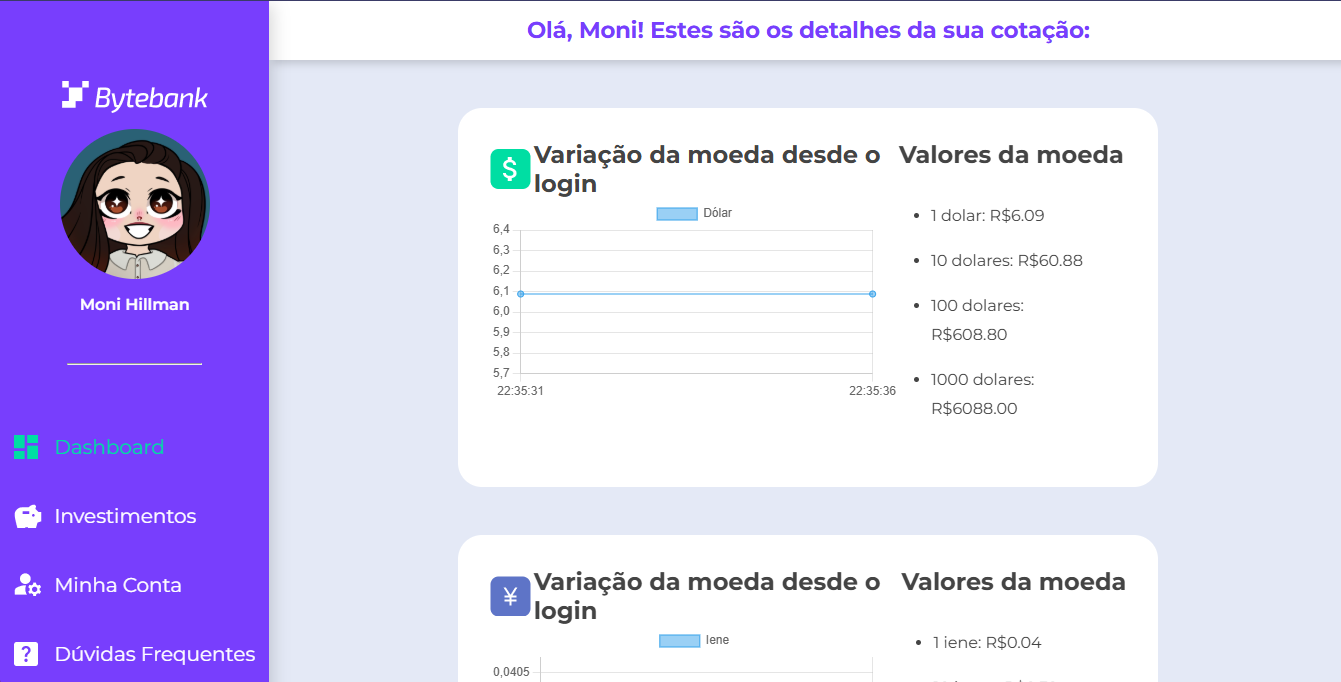 Olá, Moni! Estes são os detalhes da sua cotação:
Bytebank
Moni Hillman
Dashboard
Investimentos
Minha Conta
? Dúvidas Frequentes
$ Variação da moeda desde o
login
Dólar
6,4
6,3
6,2
6,1
6,0
5,9
5,8
5,7
22:35:31 22:35:36
Valores da moeda
• 1 dolar: R$6.09
• 10 dolares: R$60.88
• 100 dolares:
R$608.80
• 1000 dolares:
R$6088.00
¥ Variação da moeda desde o
login
Iene
0,0405
Valores da moeda
• 1 iene: R$0.04